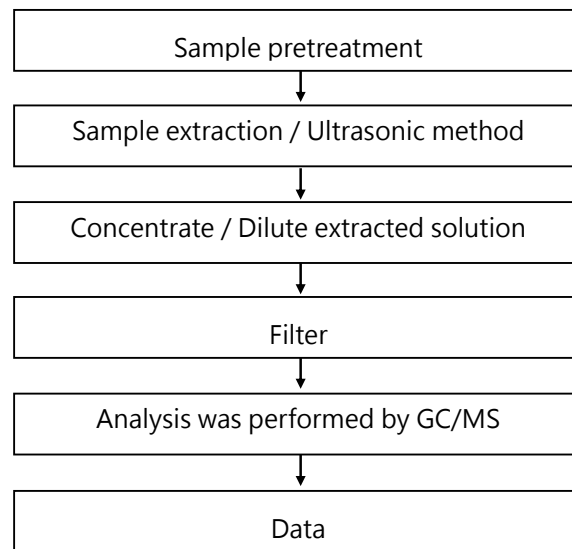 Sample pretreatment
Sample extraction / Ultrasonic method
Concentrate / Dilute extracted solution
Filter
Analysis was performed by GC/MS
Data